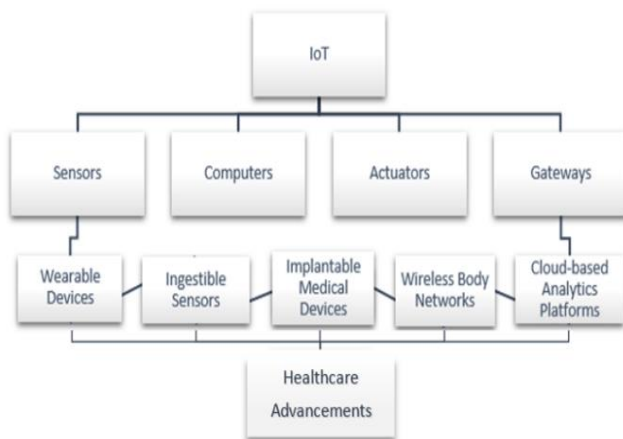 IoT
Sensors
Computers
Actuators
Gateways
Wearable
Devices
Ingestible
Sensors
Implantable
Medical
Devices
Wireless Body
Networks
Cloud-based
Analytics
Platforms
Healthcare
Advancements